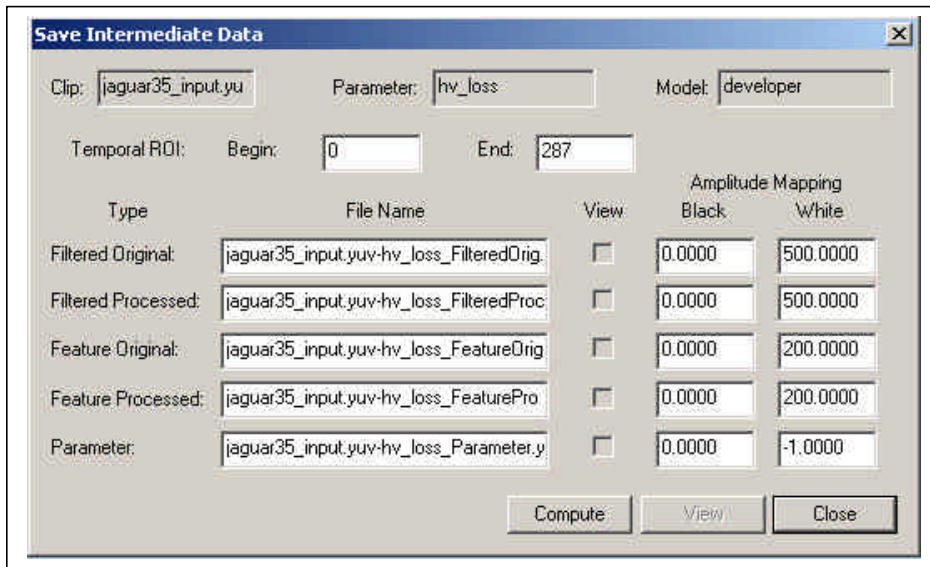 Save Intermediate Data
Clip: jaguar35_input.yu Parameter: hv_loss Model: developer
Temporal ROI: Begin: 0 End: 287
Amplitude Mapping
Type File Name View Black White
Filtered Original: jaguar35_input.yuv-hv_loss_FilteredOrig. 0.0000 500.0000
Filtered Processed: jaguar35_input.yuv-hv_loss_FilteredProc 0.0000 500.0000
Feature Original: jaguar35_input.yuv-hv_loss_FeatureOrig 0.0000 200.0000
Feature Processed: jaguar35_input.yuv-hv_loss_FeaturePro 0.0000 200.0000
Parameter: jaguar35_input.yuv-hv_loss_Parameter.y 0.0000 -1.0000
Compute View Close